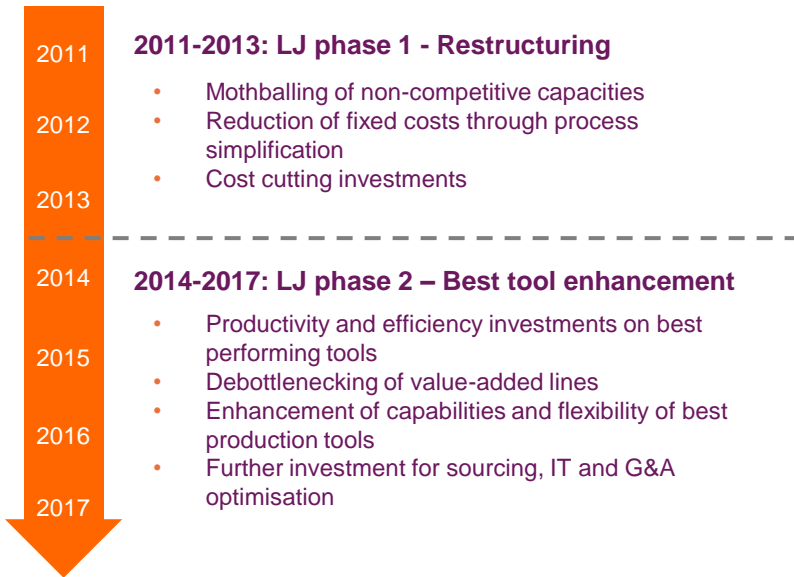 2011
2012
2013
2014
2015
2016
2017
2011-2013: LJ phase 1 - Restructuring
• Mothballing of non-competitive capacities
• Reduction of fixed costs through process
simplification
• Cost cutting investments
2014-2017: LJ phase 2 – Best tool enhancement
• Productivity and efficiency investments on best
performing tools
• Debottlenecking of value-added lines
• Enhancement of capabilities and flexibility of best
production tools
• Further investment for sourcing, IT and G&A
optimisation